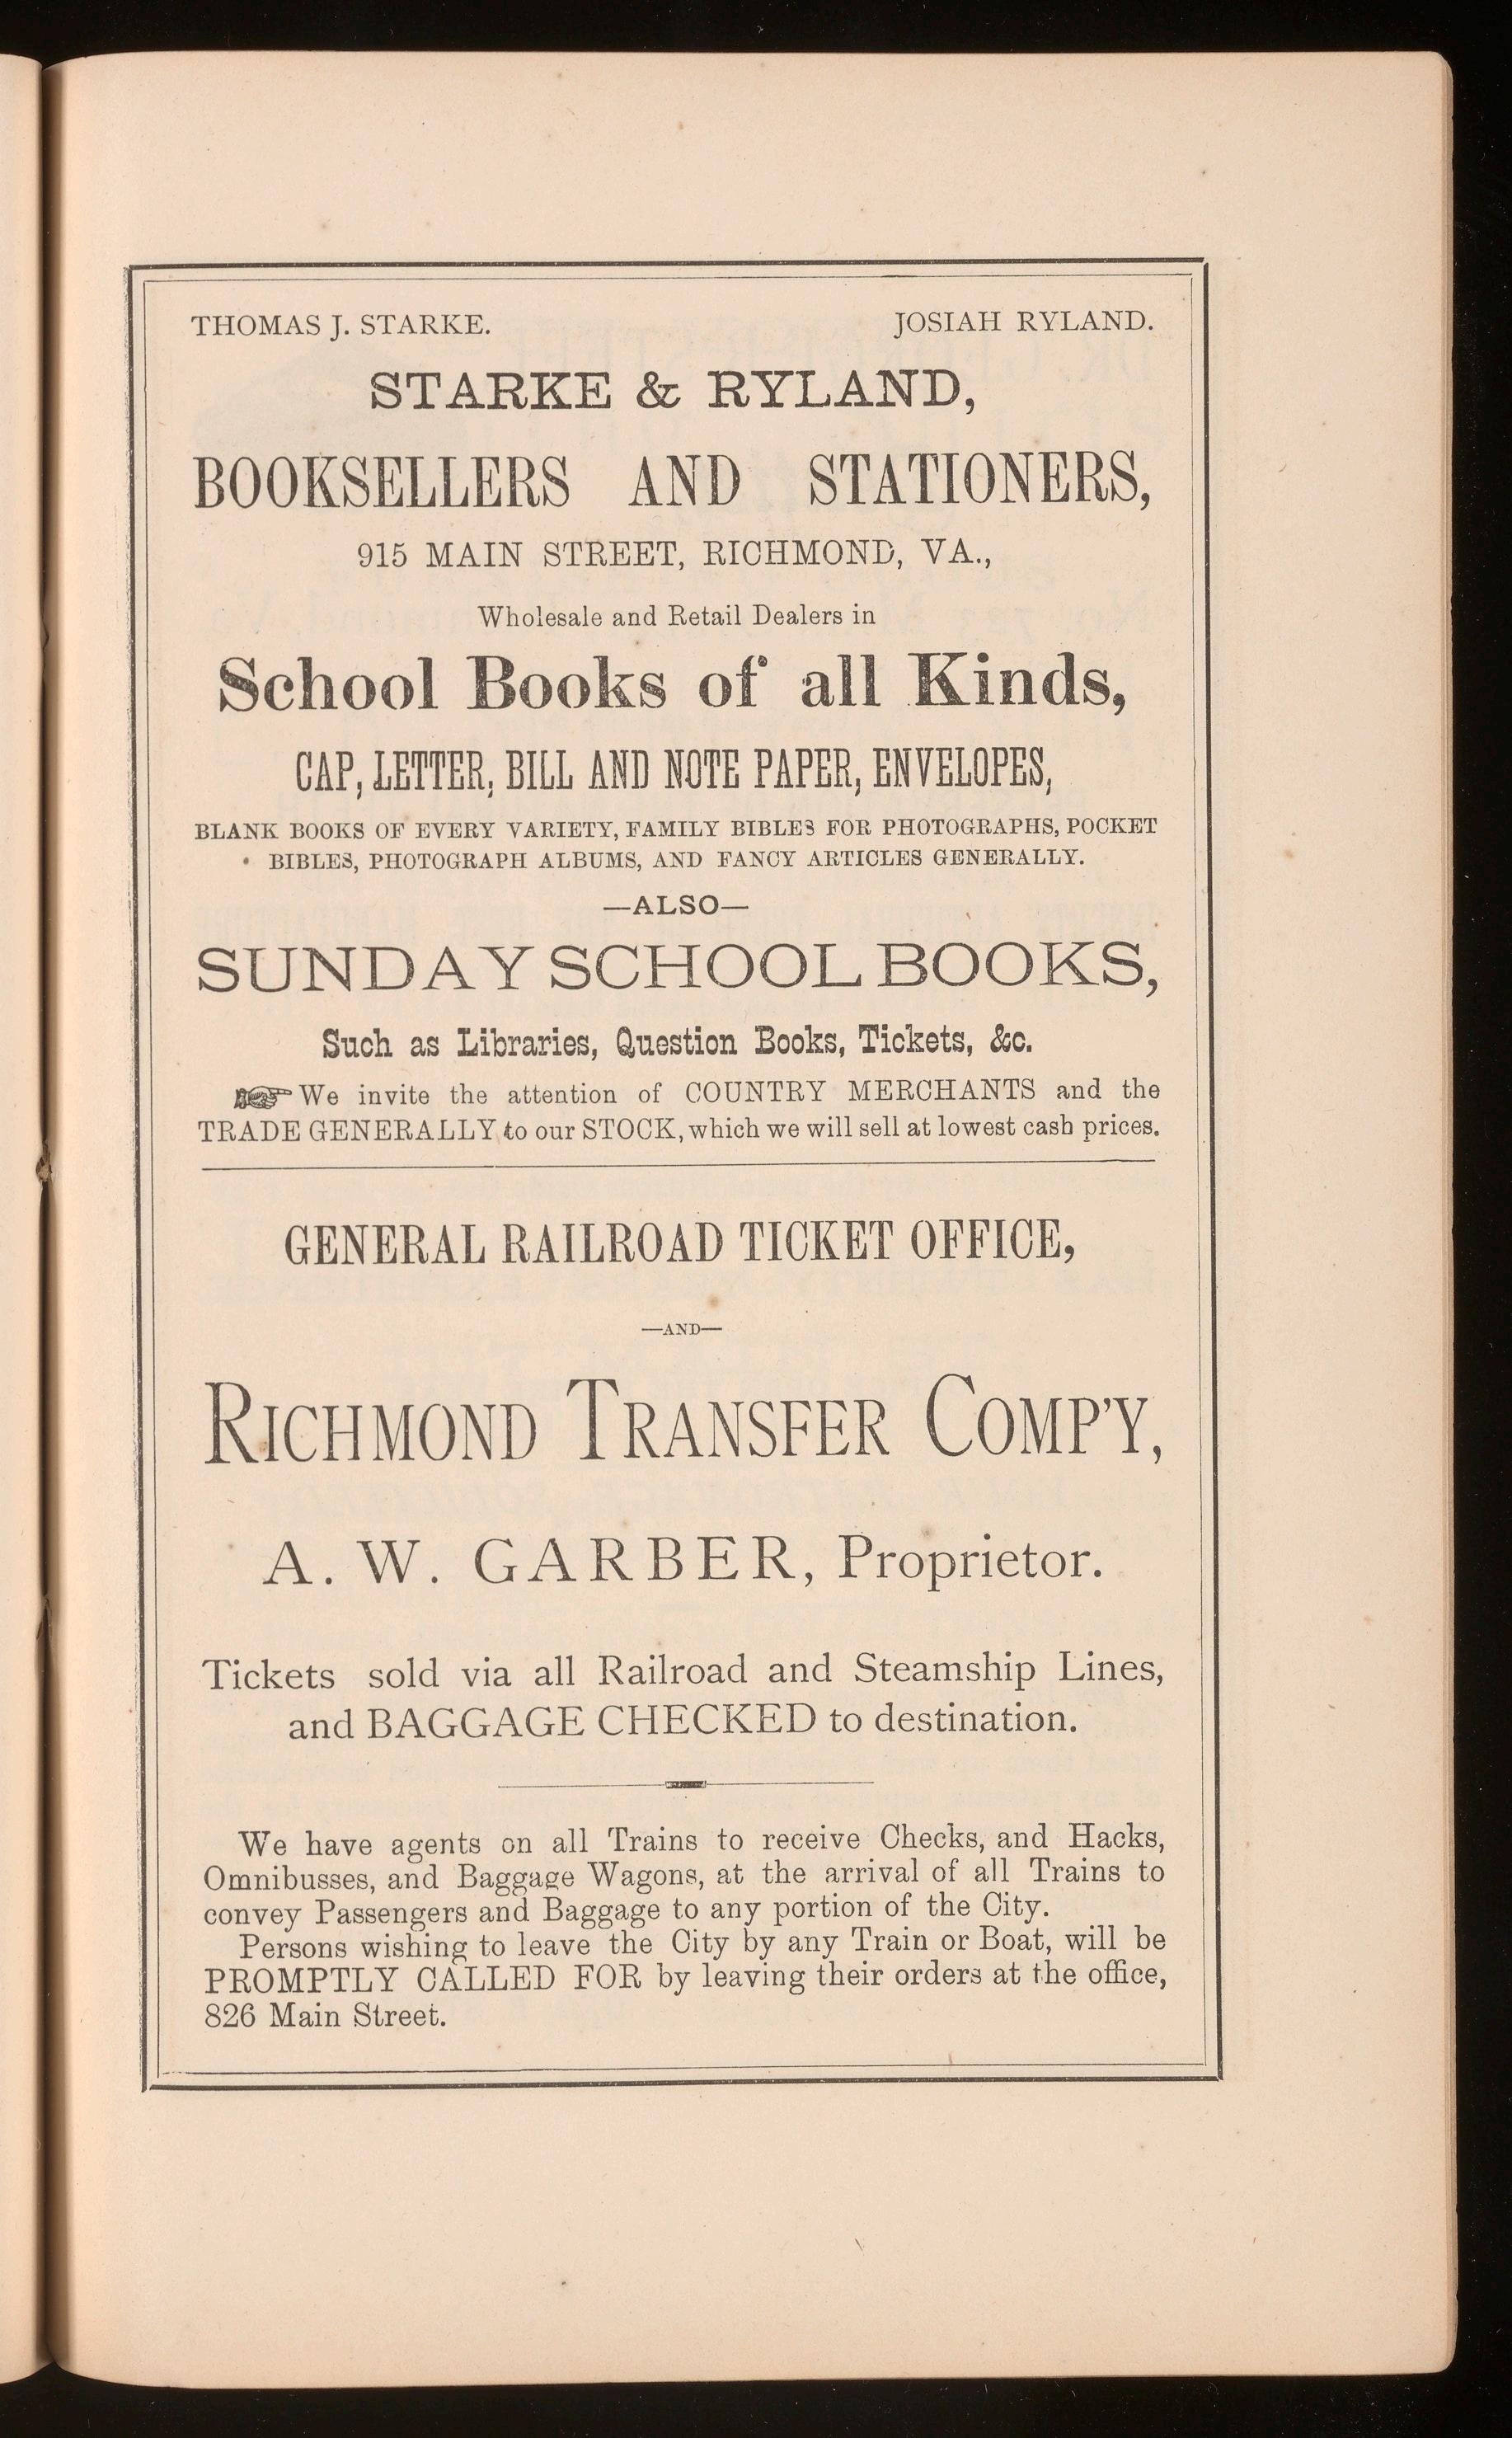 THOMAS J. STARKE. JOSIAH RYLAND.
STARKE & RYLAND,
BOOKSELLERS AND STATIONERS,
915 MAIN STREET, RICHMOND, VA.,
Wholesale and Retail Dealers in
School Books of all Kinds,
CAP, LETTER, BILL AND NOTE PAPER, ENVELOPES,
BLANK BOOKS OF EVERY VARIETY, FAMILY BIBLES FOR PHOTOGRAPHS, POCKET
BIBLES, PHOTOGRAPH ALBUMS, AND FANCY ARTICLES GENERALLY.
—ALSO—
SUNDAY SCHOOL BOOKS,
Such as Libraries, Question Books, Tickets, &c.
☞ We invite the attention of COUNTRY MERCHANTS and the
TRADE GENERALLY to our STOCK, which we will sell at lowest cash prices.
GENERAL RAILROAD TICKET OFFICE,
—AND—
RICHMOND TRANSFER COMP'Y,
A. W. GARBER, Proprietor.
Tickets sold via all Railroad and Steamship Lines,
and BAGGAGE CHECKED to destination.
We have agents on all Trains to receive Checks, and Hacks,
Omnibusses, and Baggage Wagons, at the arrival of all Trains to
convey Passengers and Baggage to any portion of the City.
Persons wishing to leave the City by any Train or Boat, will be
PROMPTLY CALLED FOR by leaving their orders at the office,
826 Main Street.